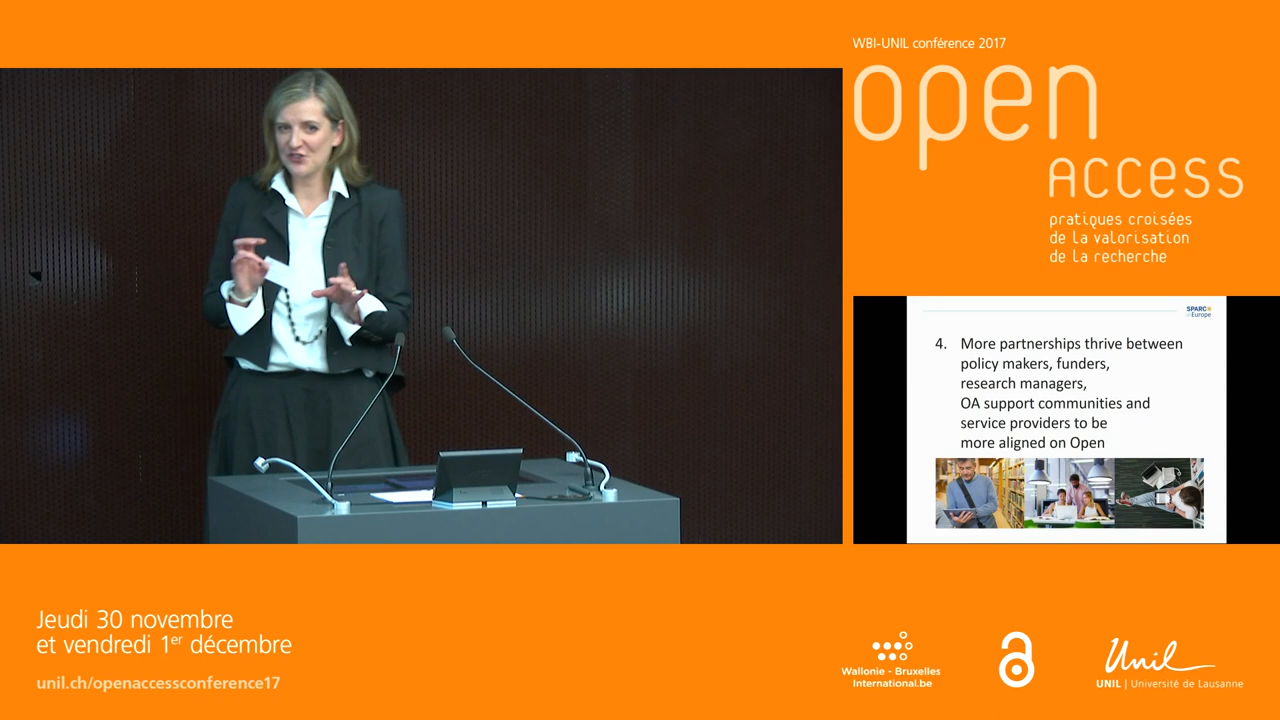 WBI-UNIL conférence 2017
open
access
pratiques croisées
de la valorisation
de la recherche
SPARC
Europe
4. More partnerships thrive between
policy makers, funders,
research managers,
OA support communities and
service providers to be
more aligned on Open
Jeudi 30 novembre
et vendredi 1er décembre
unil.ch/openaccessconference17
Wallonie - Bruxelles
International.be
Unil
UNIL | Université de Lausanne